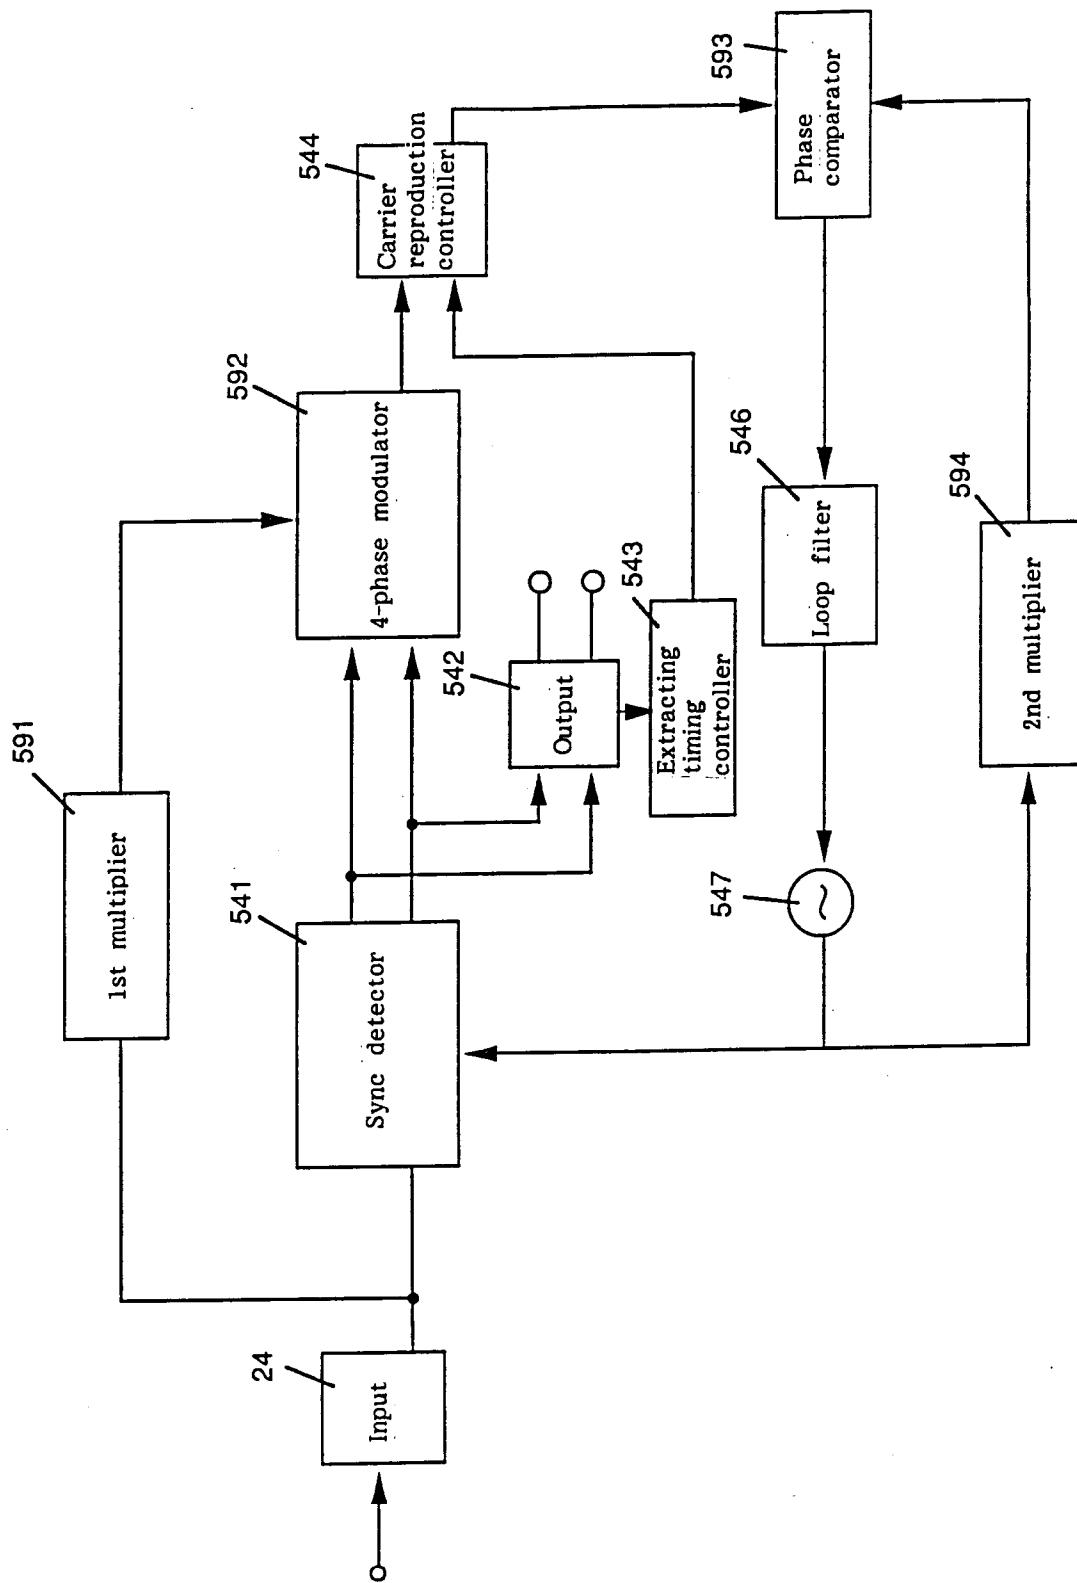 591
1st multiplier
24
Input
541
Sync detector
592
4-phase modulator
544
Carrier
reproduction
controller
542
Output
543
Extracting
timing
controller
593
Phase
comparator
546
Loop filter
547
~
594
2nd multiplier